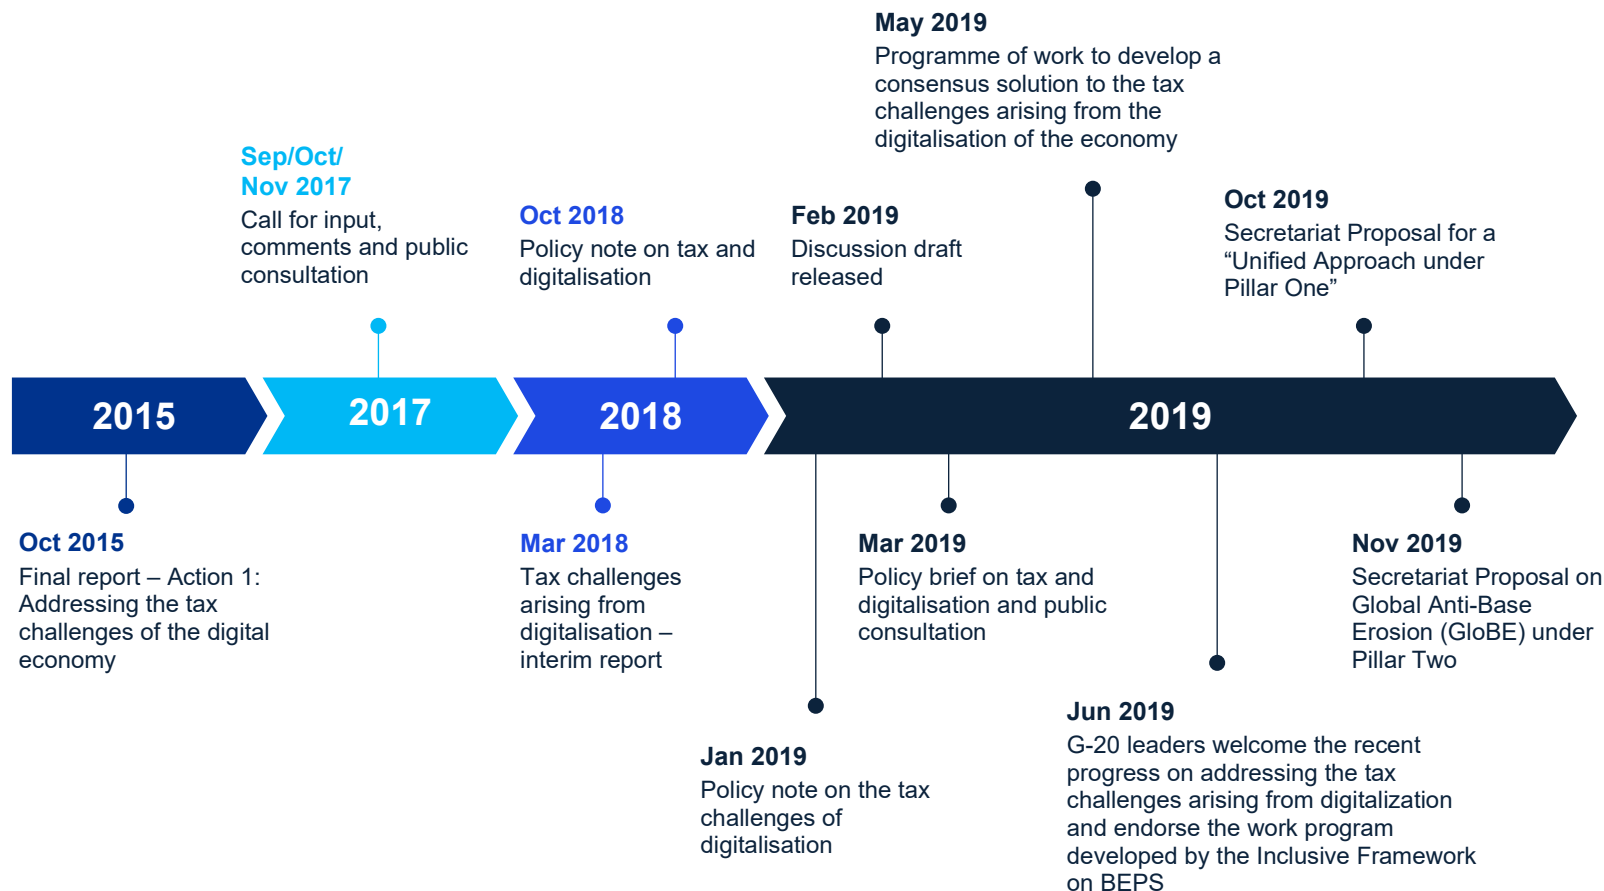 May 2019
Programme of work to develop a
consensus solution to the tax
challenges arising from the
digitalisation of the economy
Sep/Oct/
Nov 2017
Call for input,
comments and public
consultation
Oct 2018
Policy note on tax and
digitalisation
Feb 2019
Discussion draft
released
Oct 2019
Secretariat Proposal for a
“Unified Approach under
Pillar One”
2015
2017
2018
2019
Oct 2015
Final report – Action 1:
Addressing the tax
challenges of the digital
economy
Mar 2018
Tax challenges
arising from
digitalisation –
interim report
Jan 2019
Policy note on the tax
challenges of
digitalisation
Mar 2019
Policy brief on tax and
digitalisation and public
consultation
Jun 2019
G-20 leaders welcome the recent
progress on addressing the tax
challenges arising from digitalization
and endorse the work program
developed by the Inclusive Framework
on BEPS
Nov 2019
Secretariat Proposal on
Global Anti-Base
Erosion (GloBE) under
Pillar Two